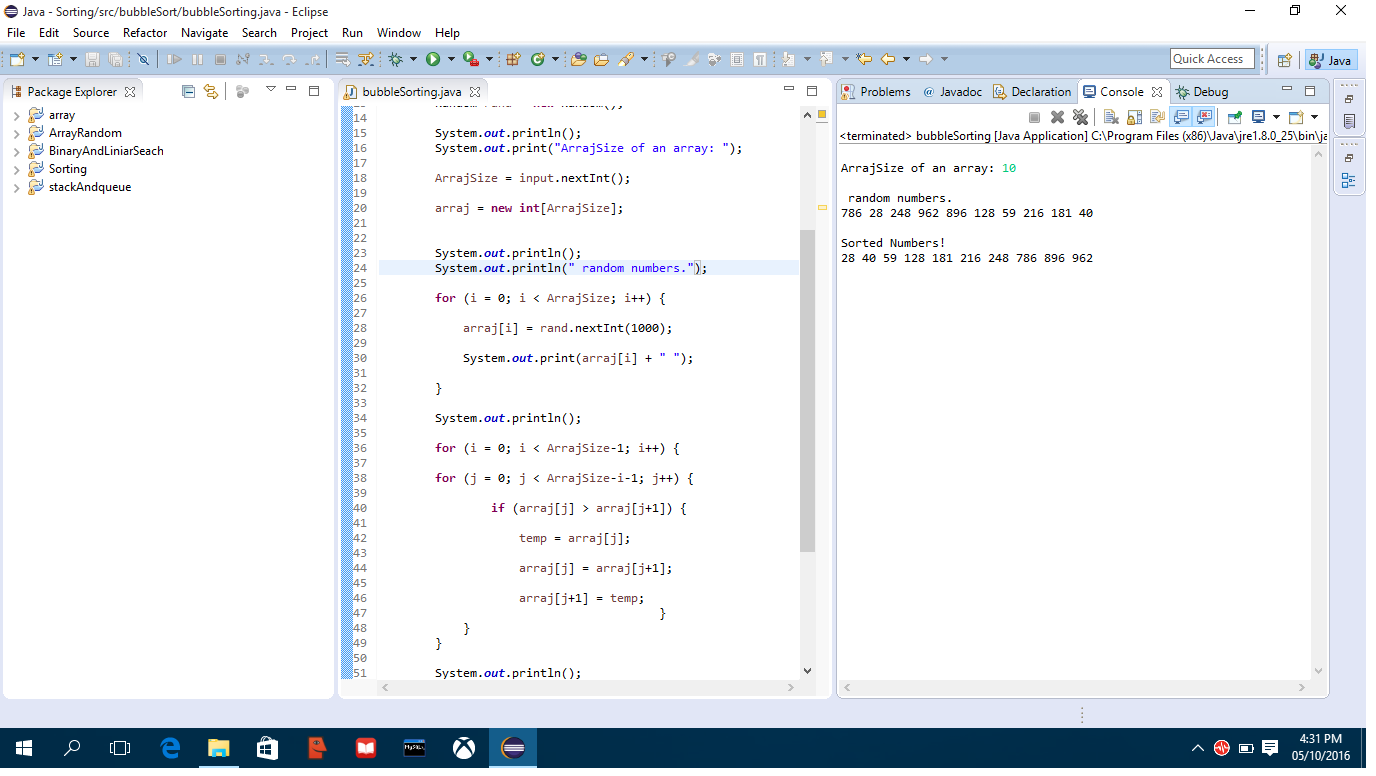 Java - Sorting/src/bubbleSort/bubbleSorting.java - Eclipse
File Edit Source Refactor Navigate Search Project Run Window Help
Quick Access
Java
Package Explorer
array
ArrayRandom
BinaryAndLiniarSeach
Sorting
stackAndqueue
bubbleSorting.java
14
15 System.out.println();
16 System.out.print("ArrajSize of an array: ");
17
18 ArrajSize = input.nextInt();
19
20 arraj = new int[ArrajSize];
21
22
23 System.out.println();
24 System.out.println(" random numbers.");
25
26 for (i = 0; i < ArrajSize; i++) {
27
28 arraj[i] = rand.nextInt(1000);
29
30 System.out.print(arraj[i] + " ");
31
32 }
33
34 System.out.println();
35
36 for (i = 0; i < ArrajSize-1; i++) {
37
38 for (j = 0; j < ArrajSize-i-1; j++) {
39
40 if (arraj[j] > arraj[j+1]) {
41
42 temp = arraj[j];
43
44 arraj[j] = arraj[j+1];
45
46 arraj[j+1] = temp;
47 }
48 }
49 }
50
51 System.out.println();
Problems @ Javadoc Declaration Console Debug
<terminated> bubbleSorting [Java Application] C:\Program Files (x86)\Java\jre1.8.0_25\bin\ja
ArrajSize of an array: 10
random numbers.
786 28 248 962 896 128 59 216 181 40
Sorted Numbers!
28 40 59 128 181 216 248 786 896 962
4:31 PM
05/10/2016